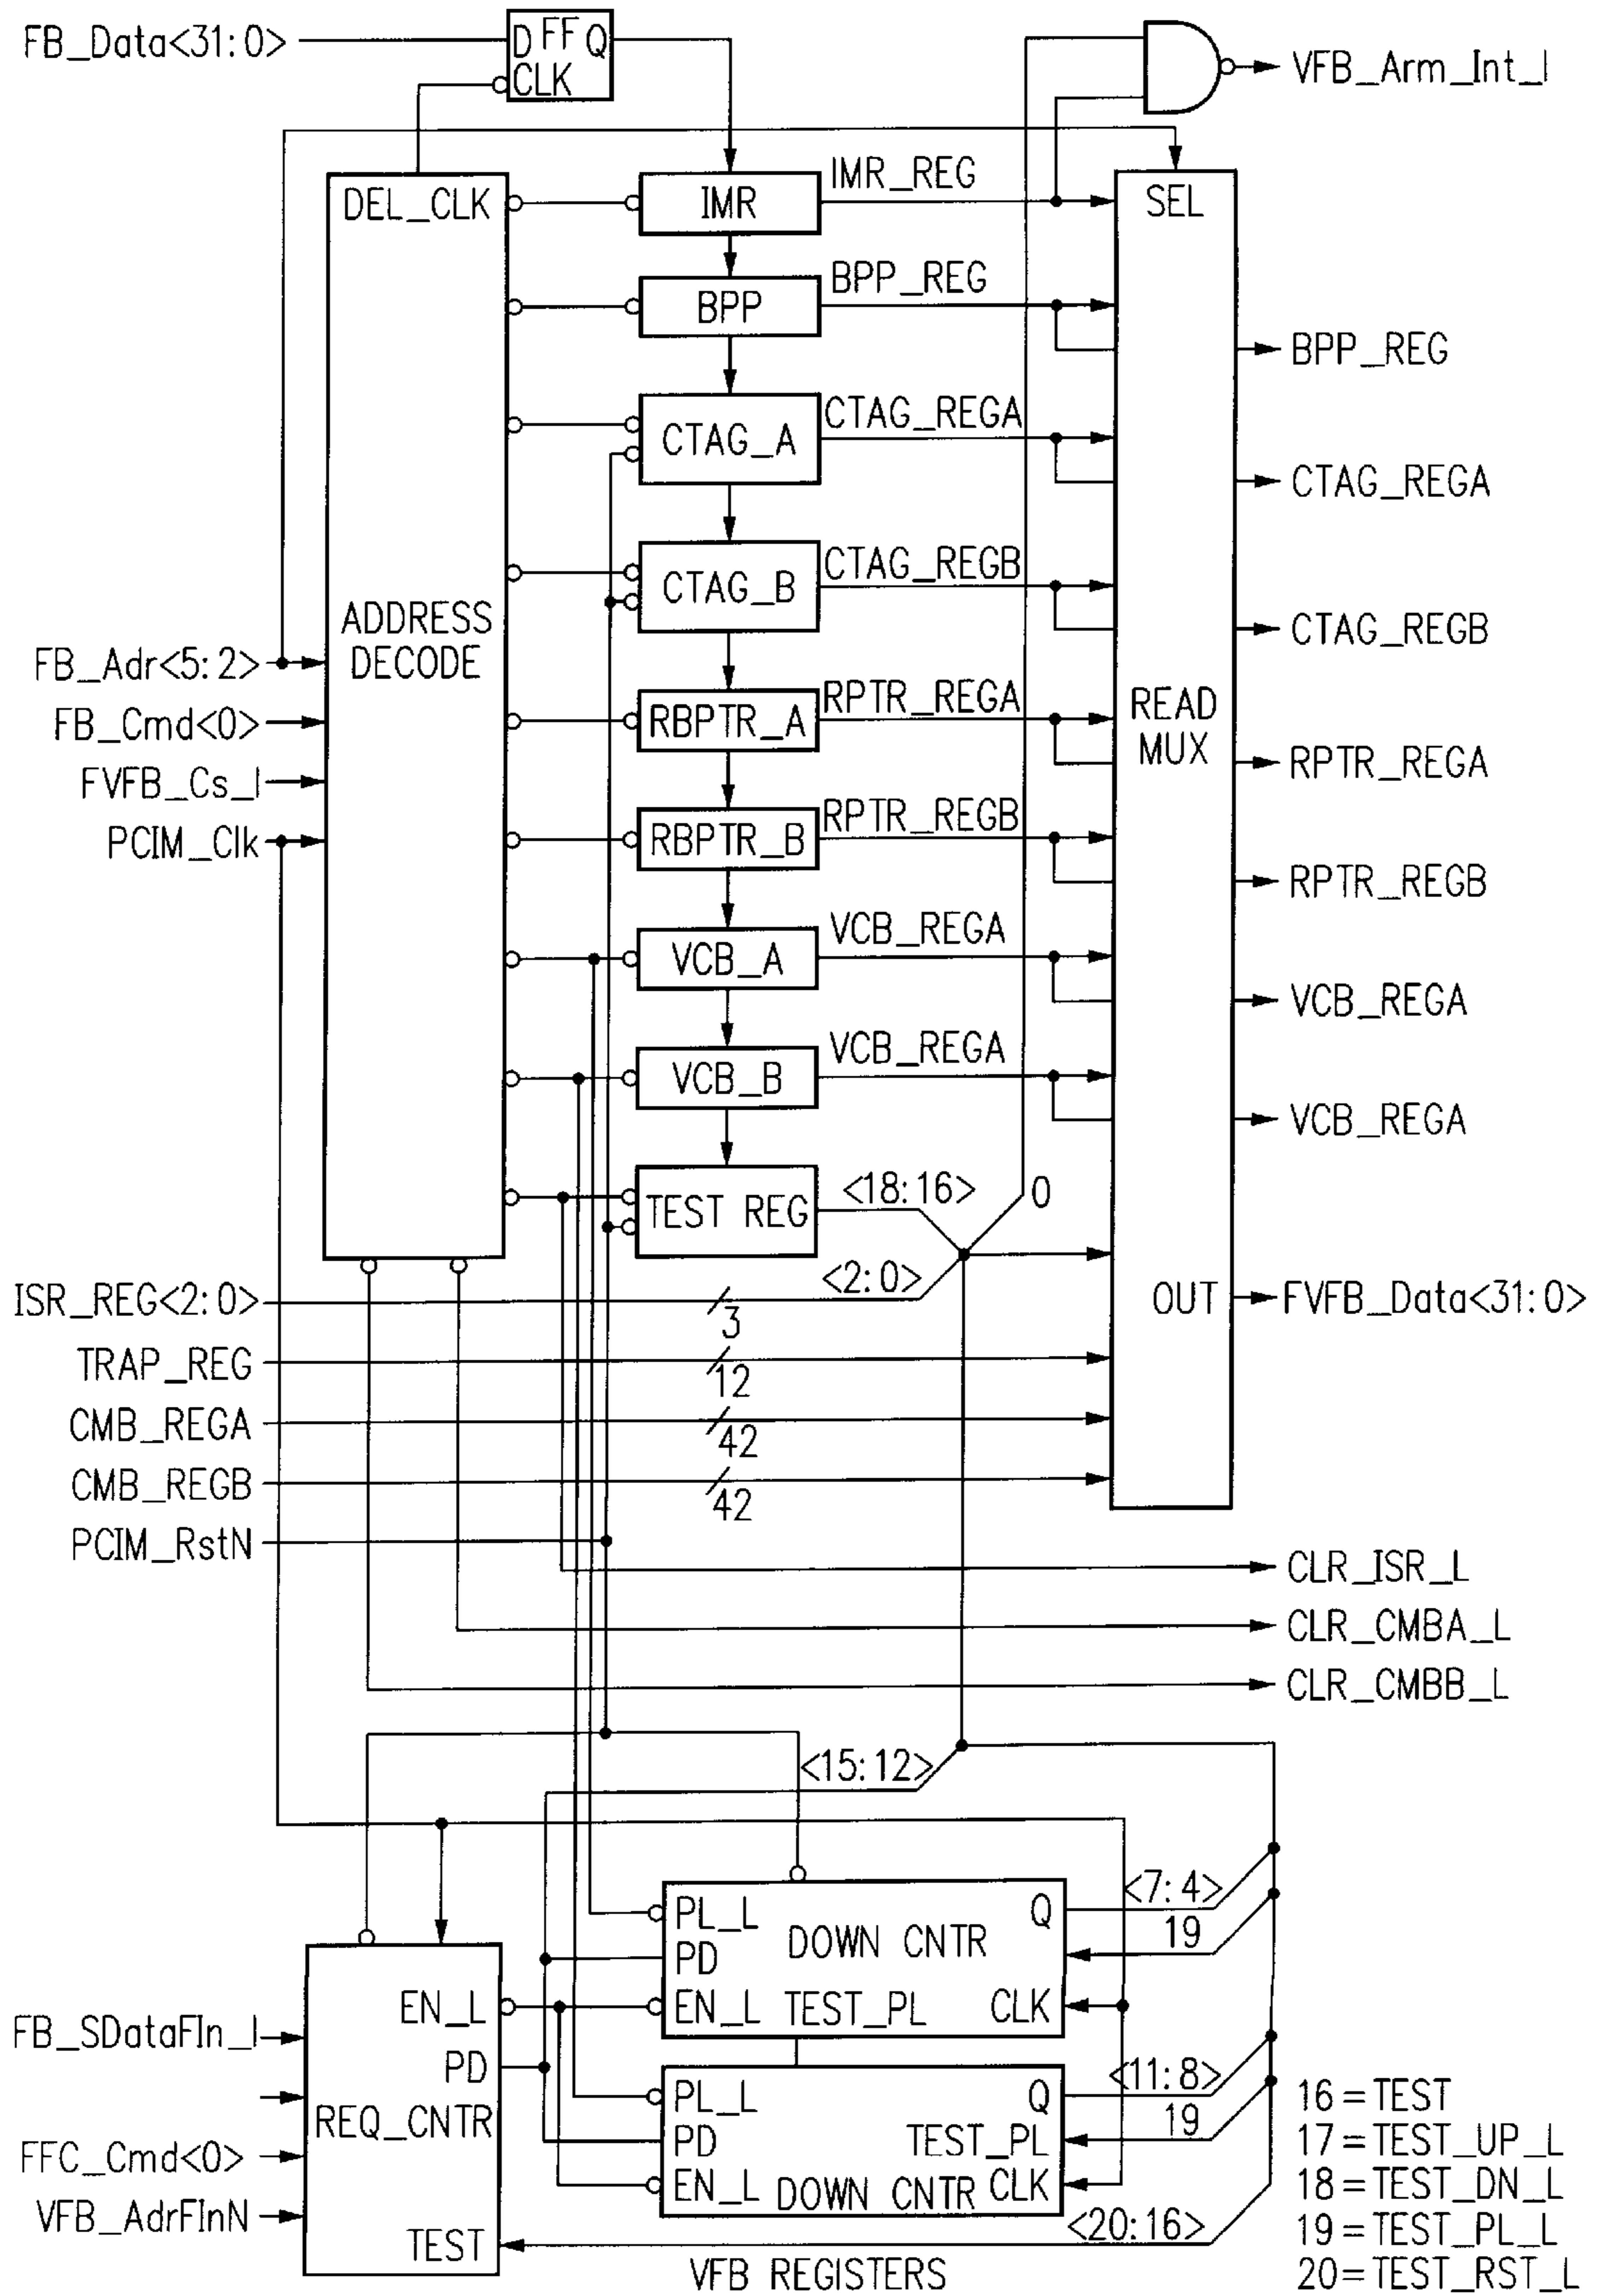 FB_Data<31:0>
D FF Q
CLK
VFB_Arm_Int_l
DEL_CLK
IMR
IMR_REG
SEL
BPP
BPP_REG
BPP_REG
CTAG_A
CTAG_REGA
CTAG_REGA
CTAG_B
CTAG_REGB
CTAG_REGB
ADDRESS
DECODE
FB_Adr<5:2>
FB_Cmd<0>
FVFB_Cs_l
PCIM_Clk
RBPTR_A
RPTR_REGA
READ
MUX
RPTR_REGA
RBPTR_B
RPTR_REGB
RPTR_REGB
VCB_A
VCB_REGA
VCB_REGA
VCB_B
VCB_REGA
VCB_REGA
TEST REG
<18:16>
0
<2:0>
ISR_REG<2:0>
3
OUT
FVFB_Data<31:0>
TRAP_REG
12
CMB_REGA
42
CMB_REGB
42
PCIM_RstN
CLR_ISR_L
CLR_CMBA_L
CLR_CMBB_L
<15:12>
PL_L
PD
EN_L
DOWN CNTR
TEST_PL
Q
CLK
<7:4>
19
FB_SDataFIn_l
FFC_Cmd<0>
VFB_AdrFInN
EN_L
PD
REQ_CNTR
TEST
PL_L
PD
EN_L
Q
TEST_PL
DOWN CNTR
CLK
<11:8>
19
<20:16>
16=TEST
17=TEST_UP_L
18=TEST_DN_L
19=TEST_PL_L
20=TEST_RST_L
VFB REGISTERS